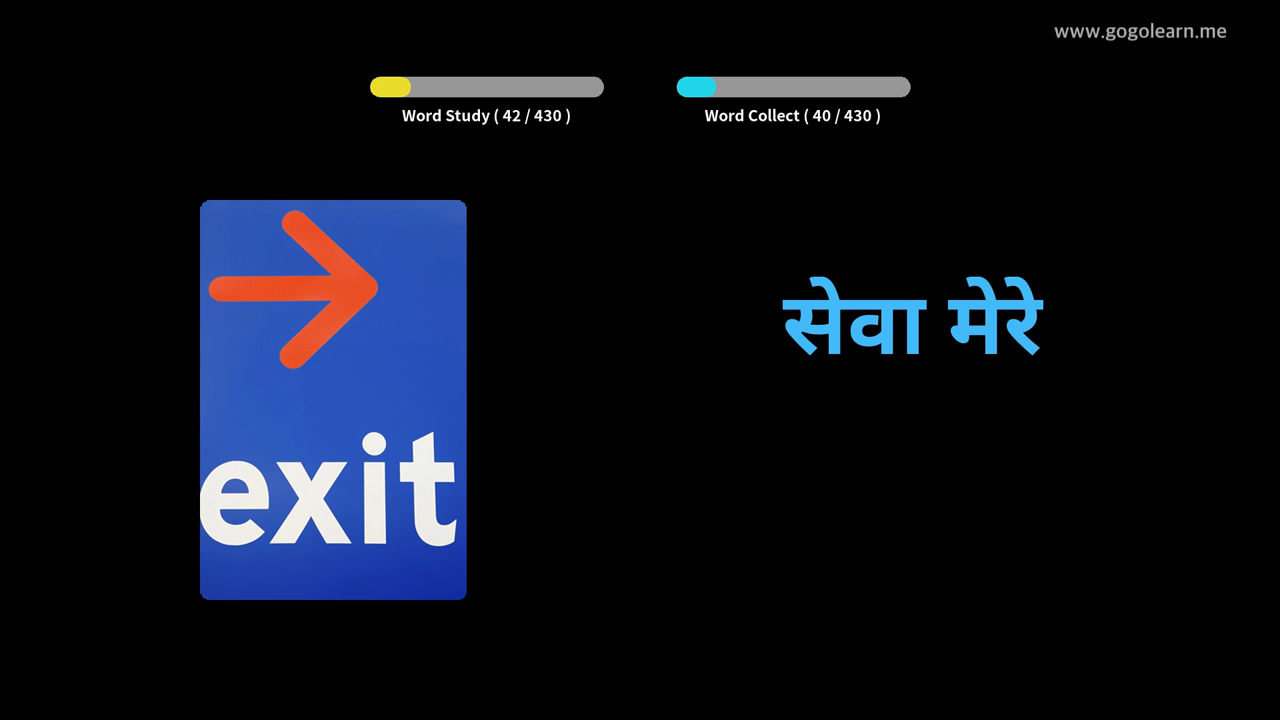 www.gogolearn.me
Word Study ( 42 / 430 )
Word Collect ( 40 / 430 )
exit
सेवा मेरे